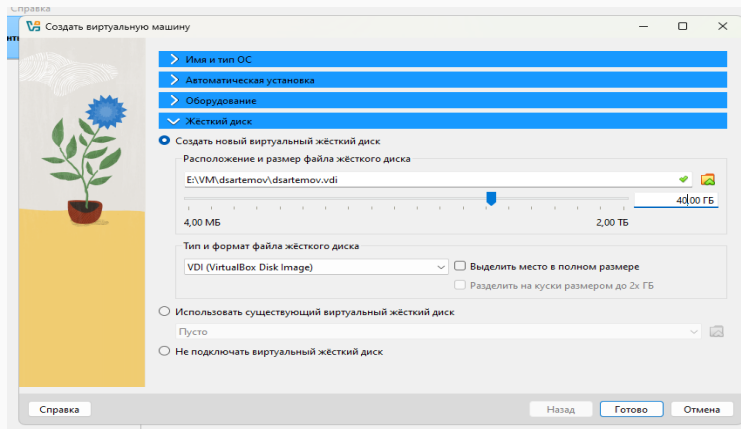 Справка
Создать виртуальную машину
Имя и тип ОС
Автоматическая установка
Оборудование
Жёсткий диск
Создать новый виртуальный жёсткий диск
Расположение и размер файла жёсткого диска
E:\VM\dsartemov\dsartemov.vdi
40,00 ГБ
4,00 МБ 2,00 ТБ
Тип и формат файла жёсткого диска
VDI (VirtualBox Disk Image) Выделить место в полном размере
Разделить на куски размером до 2х ГБ
Использовать существующий виртуальный жёсткий диск
Пусто
Не подключать виртуальный жёсткий диск
Справка Назад Готово Отмена